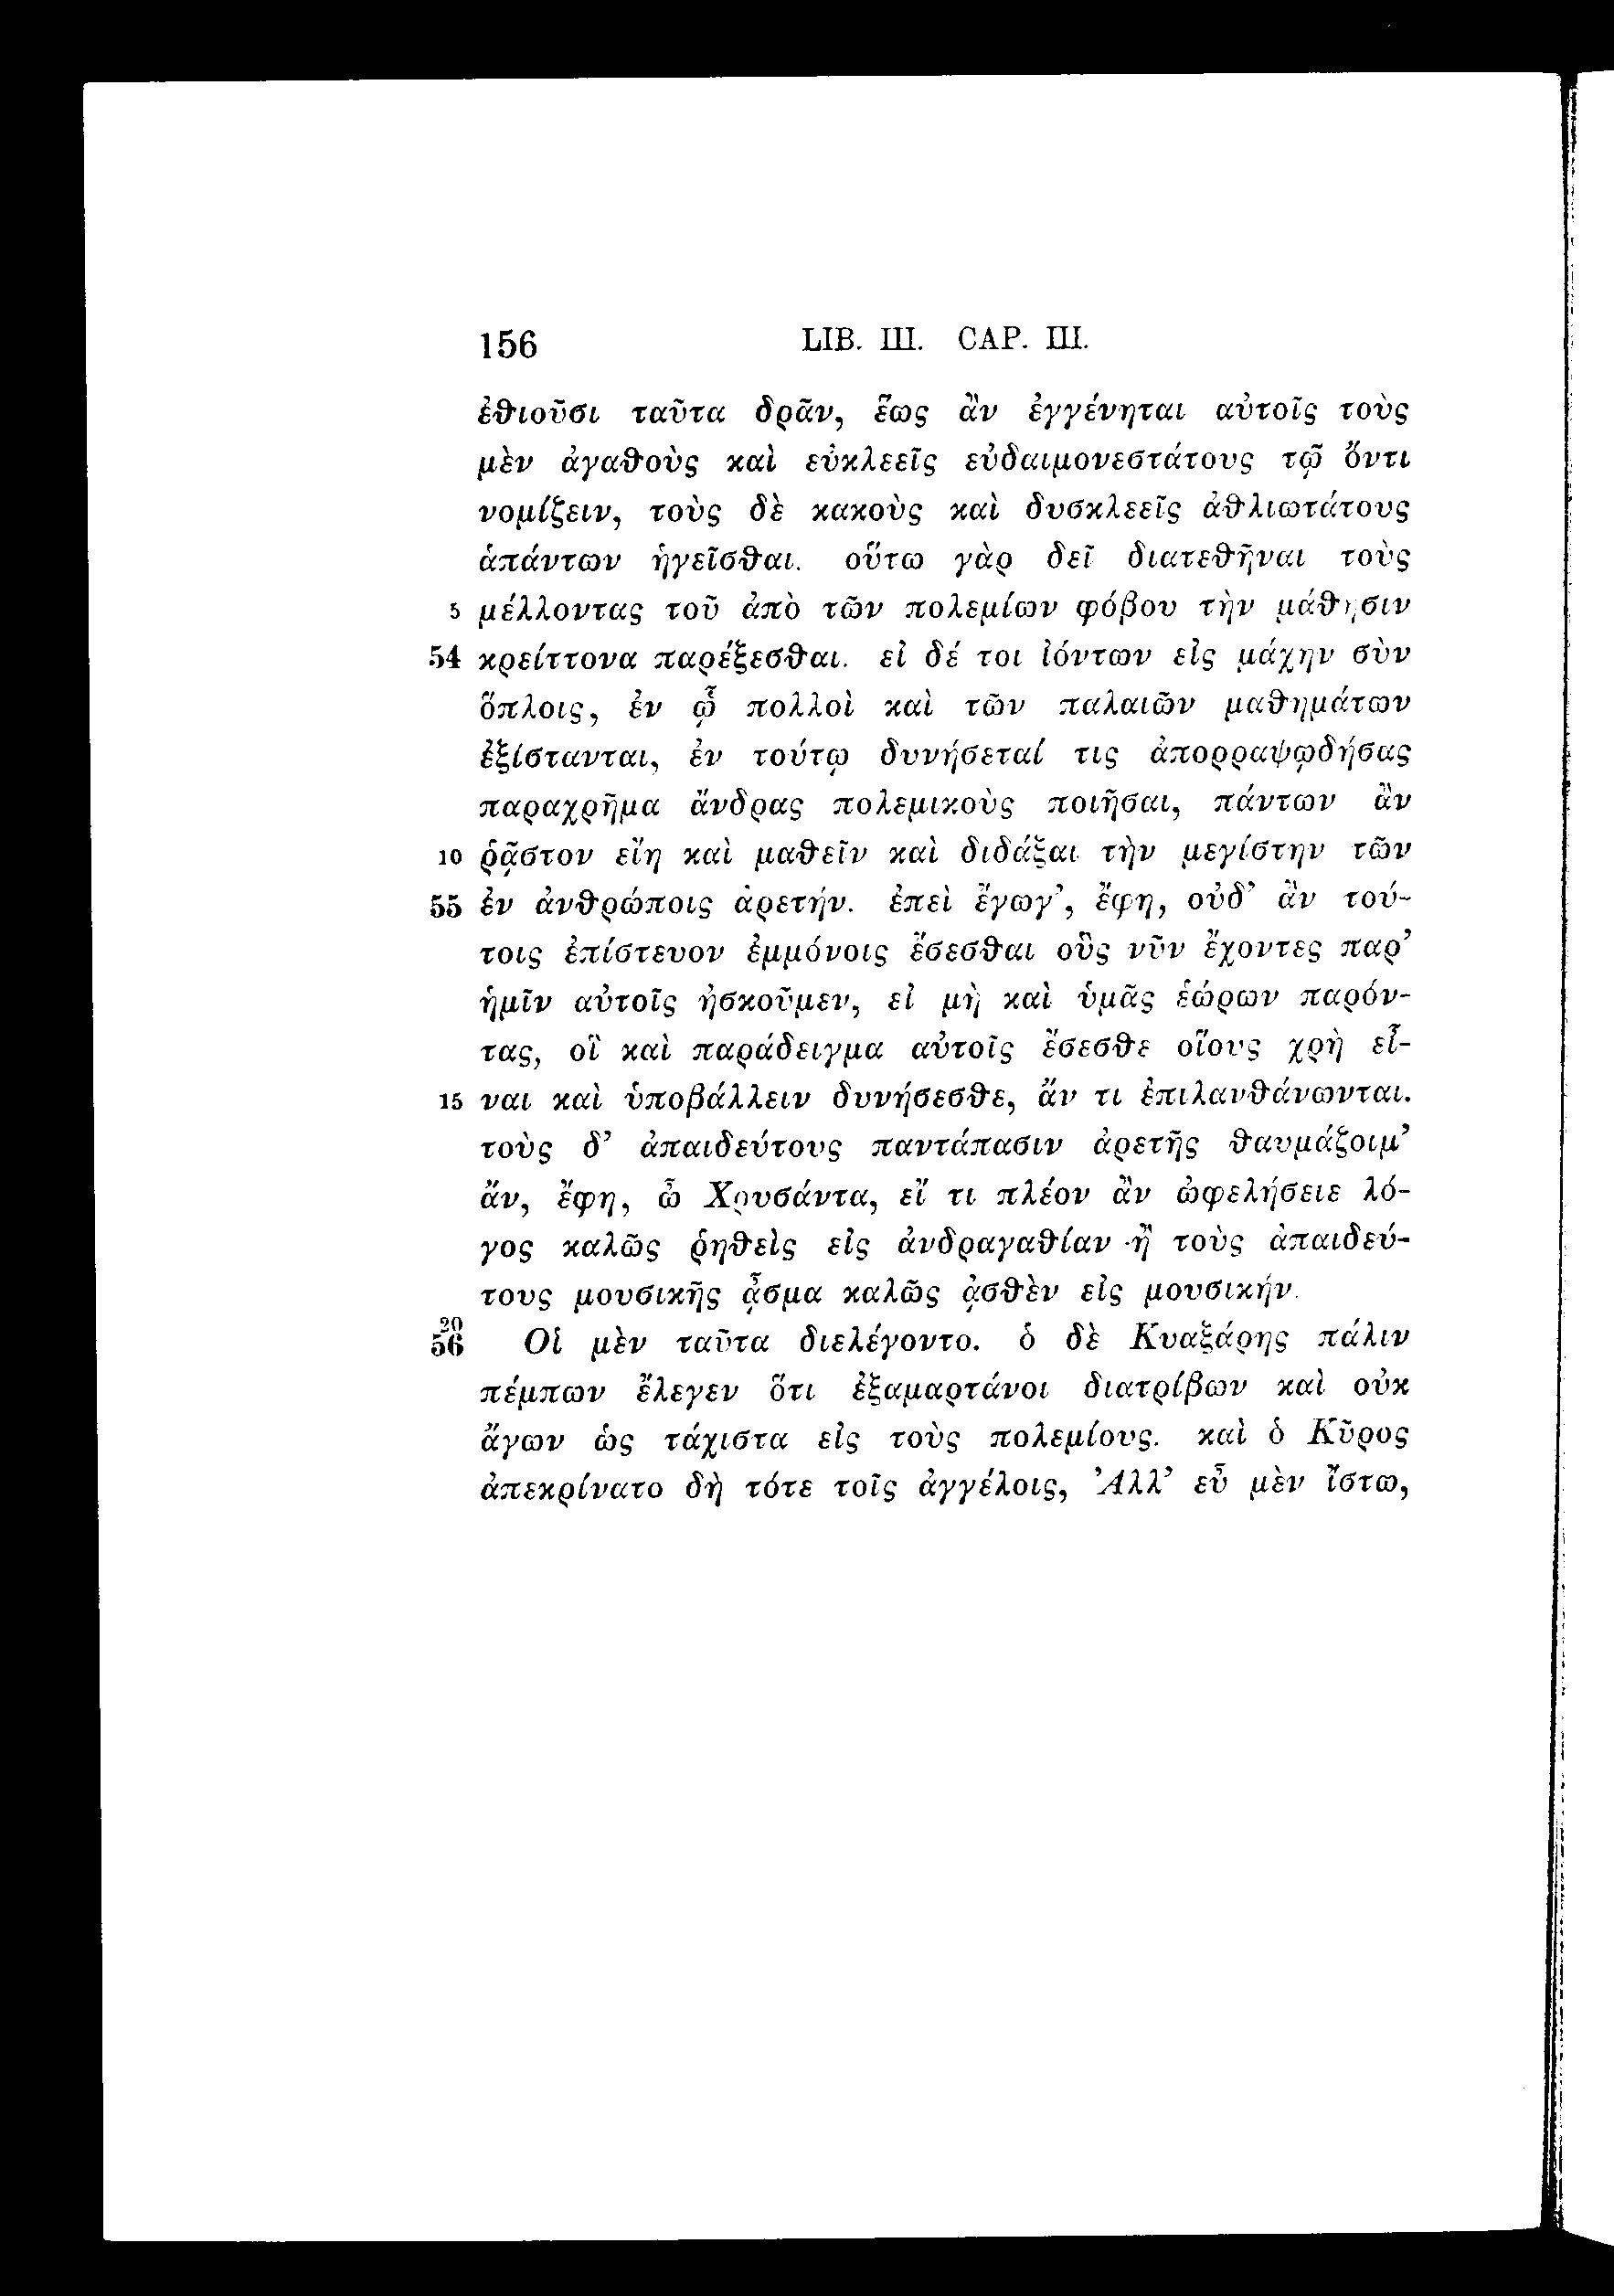 156 LIB. III. CAP. III.
ἐθιοῦσι ταῦτα δρᾶν, ἕως ἂν ἐγγένηται αὐτοῖς τοὺς
μὲν ἀγαθοὺς καὶ εὐκλεεῖς εὐδαιμονεστάτους τῷ ὄντι
νομίζειν, τοὺς δὲ κακοὺς καὶ δυσκλεεῖς ἀθλιωτάτους
ἁπάντων ἡγεῖσθαι. οὕτω γὰρ δεῖ διατεθῆναι τοὺς
5 μέλλοντας τοῦ ἀπὸ τῶν πολεμίων φόβου τὴν μάθησιν
54 κρείττονα παρέξεσθαι. εἰ δέ τοι ἰόντων εἰς μάχην σὺν
ὅπλοις, ἐν ᾧ πολλοὶ καὶ τῶν παλαιῶν μαθημάτων
ἐξίστανται, ἐν τούτῳ δυνήσεταί τις ἀπορραψῳδήσας
παραχρῆμα ἄνδρας πολεμικοὺς ποιῆσαι, πάντων ἂν
10 ῥᾷστον εἴη καὶ μαθεῖν καὶ διδάξαι τὴν μεγίστην τῶν
55 ἐν ἀνθρώποις ἀρετήν. ἐπεὶ ἔγωγ’, ἔφη, οὐδ’ ἂν τού-
τοις ἐπίστευον ἐμμόνοις ἔσεσθαι οὓς νῦν ἔχοντες παρ’
ἡμῖν αὐτοῖς ἠσκοῦμεν, εἰ μὴ καὶ ὑμᾶς ἑώρων παρόν-
τας, οἳ καὶ παράδειγμα αὐτοῖς ἔσεσθε οἵους χρὴ εἶ-
15 ναι καὶ ὑποβάλλειν δυνήσεσθε, ἄν τι ἐπιλανθάνωνται.
τοὺς δ’ ἀπαιδεύτους παντάπασιν ἀρετῆς θαυμάζοιμ’
ἄν, ἔφη, ὦ Χρυσάντα, εἴ τι πλέον ἂν ὠφελήσειε λό-
γος καλῶς ῥηθεὶς εἰς ἀνδραγαθίαν ἢ τοὺς ἀπαιδεύ-
τους μουσικῆς ᾆσμα καλῶς ᾀσθὲν εἰς μουσικήν.
20
56 Οἱ μὲν ταῦτα διελέγοντο. ὁ δὲ Κυαξάρης πάλιν
πέμπων ἔλεγεν ὅτι ἐξαμαρτάνοι διατρίβων καὶ οὐκ
ἄγων ὡς τάχιστα εἰς τοὺς πολεμίους. καὶ ὁ Κῦρος
ἀπεκρίνατο δὴ τότε τοῖς ἀγγέλοις, Ἀλλ’ εὖ μὲν ἴστω,